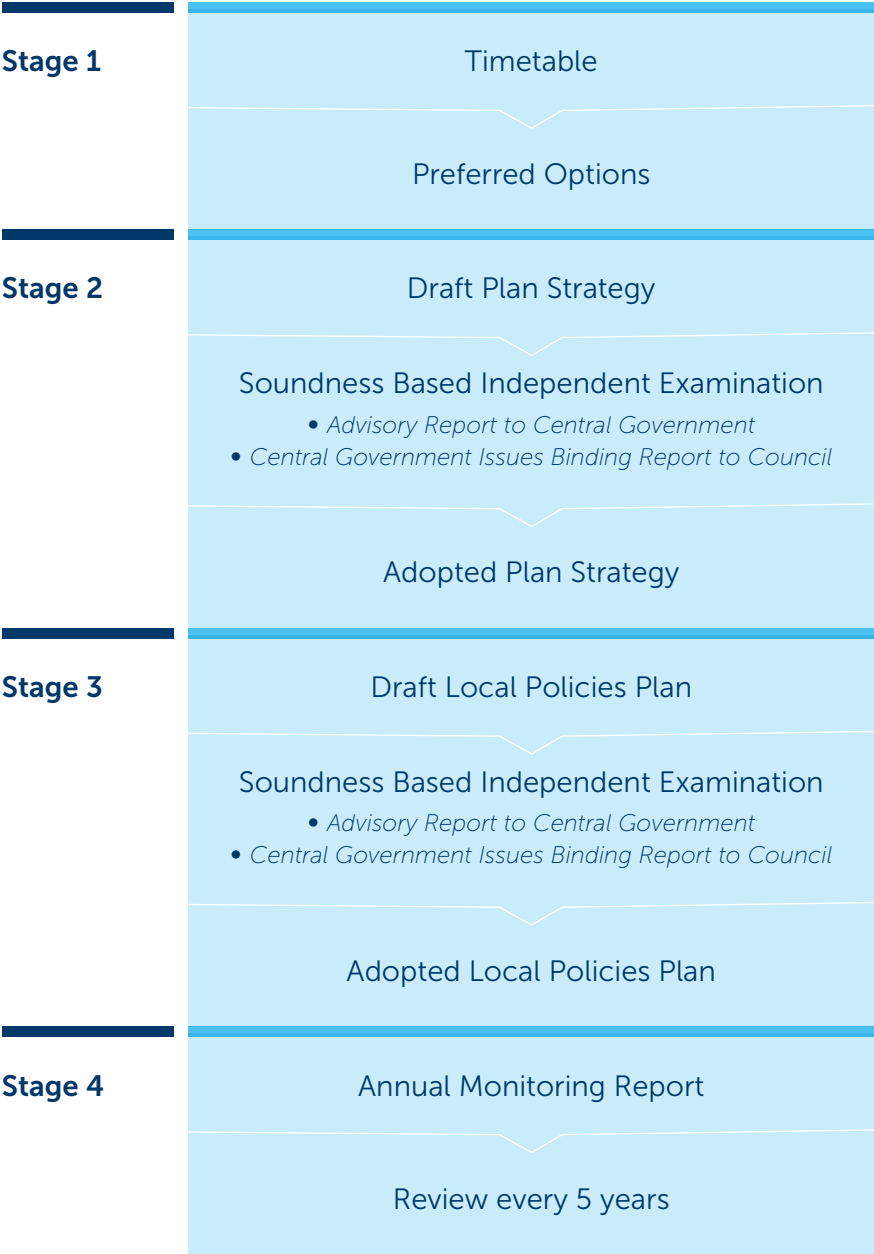 Stage 1
Timetable
Preferred Options
Stage 2
Draft Plan Strategy
Soundness Based Independent Examination
• Advisory Report to Central Government
• Central Government Issues Binding Report to Council
Adopted Plan Strategy
Stage 3
Draft Local Policies Plan
Soundness Based Independent Examination
• Advisory Report to Central Government
• Central Government Issues Binding Report to Council
Adopted Local Policies Plan
Stage 4
Annual Monitoring Report
Review every 5 years